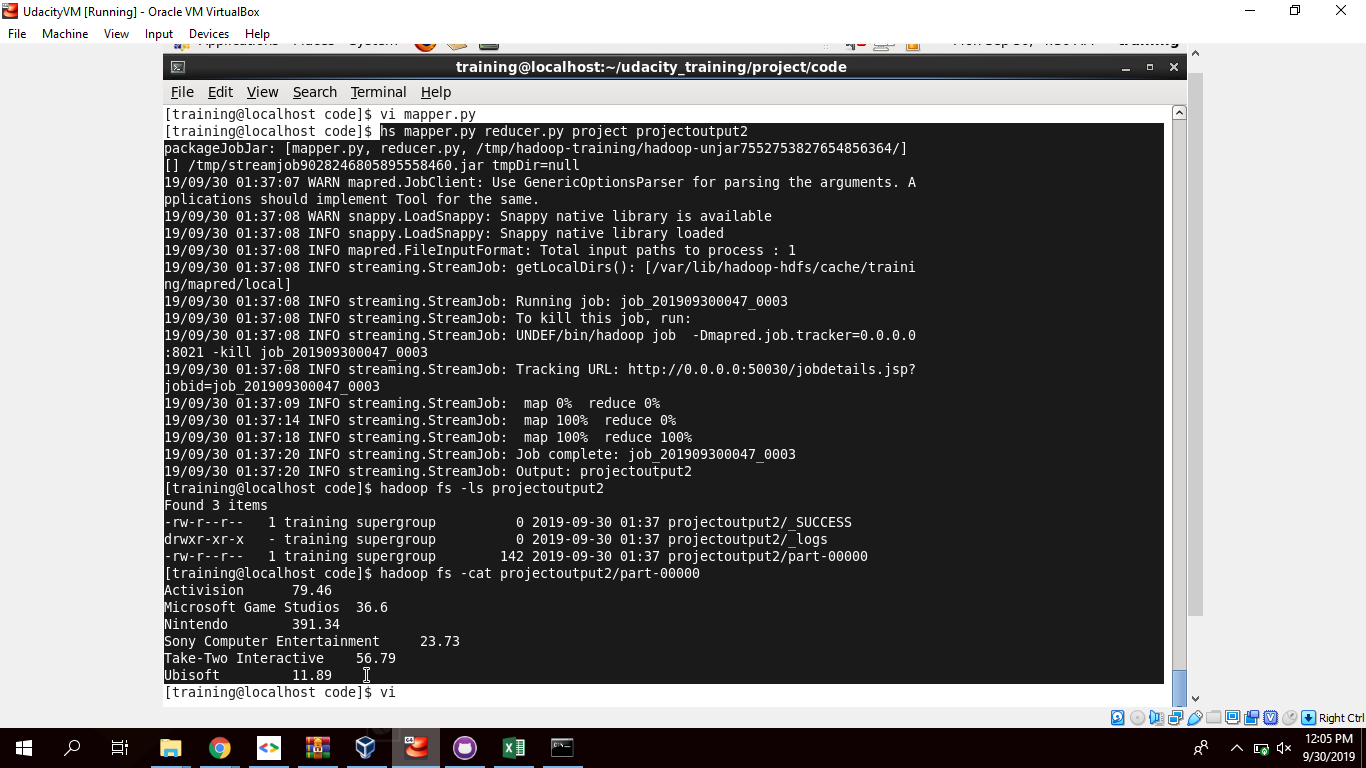 UdacityVM [Running] - Oracle VM VirtualBox
File Machine View Input Devices Help
training@localhost:~/udacity_training/project/code
File Edit View Search Terminal Help
[training@localhost code]$ vi mapper.py
[training@localhost code]$ hs mapper.py reducer.py project projectoutput2
packageJobJar: [mapper.py, reducer.py, /tmp/hadoop-training/hadoop-unjar7552753827654856364/]
[] /tmp/streamjob9028246805895558460.jar tmpDir=null
19/09/30 01:37:07 WARN mapred.JobClient: Use GenericOptionsParser for parsing the arguments. A
pplications should implement Tool for the same.
19/09/30 01:37:08 WARN snappy.LoadSnappy: Snappy native library is available
19/09/30 01:37:08 INFO snappy.LoadSnappy: Snappy native library loaded
19/09/30 01:37:08 INFO mapred.FileInputFormat: Total input paths to process : 1
19/09/30 01:37:08 INFO streaming.StreamJob: getLocalDirs(): [/var/lib/hadoop-hdfs/cache/traini
ng/mapred/local]
19/09/30 01:37:08 INFO streaming.StreamJob: Running job: job_201909300047_0003
19/09/30 01:37:08 INFO streaming.StreamJob: To kill this job, run:
19/09/30 01:37:08 INFO streaming.StreamJob: UNDEF/bin/hadoop job  -Dmapred.job.tracker=0.0.0.0
:8021 -kill job_201909300047_0003
19/09/30 01:37:08 INFO streaming.StreamJob: Tracking URL: http://0.0.0.0:50030/jobdetails.jsp?
jobid=job_201909300047_0003
19/09/30 01:37:09 INFO streaming.StreamJob:  map 0%  reduce 0%
19/09/30 01:37:14 INFO streaming.StreamJob:  map 100%  reduce 0%
19/09/30 01:37:18 INFO streaming.StreamJob:  map 100%  reduce 100%
19/09/30 01:37:20 INFO streaming.StreamJob: Job complete: job_201909300047_0003
19/09/30 01:37:20 INFO streaming.StreamJob: Output: projectoutput2
[training@localhost code]$ hadoop fs -ls projectoutput2
Found 3 items
-rw-r--r--   1 training supergroup          0 2019-09-30 01:37 projectoutput2/_SUCCESS
drwxr-xr-x   - training supergroup          0 2019-09-30 01:37 projectoutput2/_logs
-rw-r--r--   1 training supergroup        142 2019-09-30 01:37 projectoutput2/part-00000
[training@localhost code]$ hadoop fs -cat projectoutput2/part-00000
Activision      79.46
Microsoft Game Studios  36.6
Nintendo        391.34
Sony Computer Entertainment     23.73
Take-Two Interactive    56.79
Ubisoft         11.89
[training@localhost code]$ vi
Right Ctrl
12:05 PM
9/30/2019